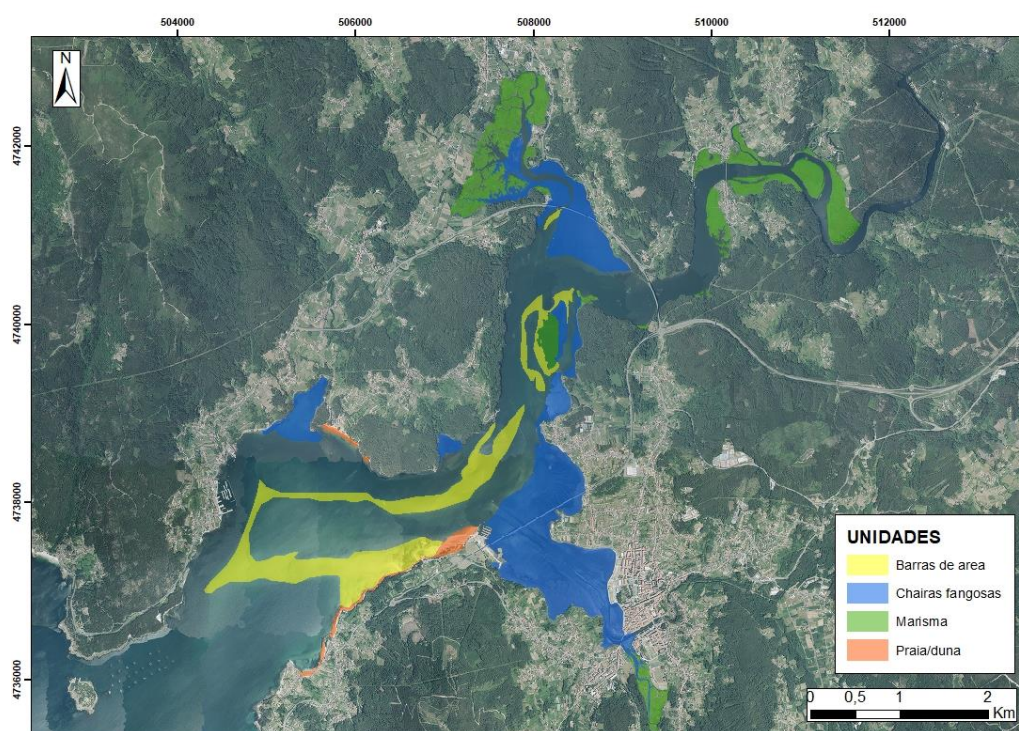 504000 506000 508000 510000 512000
N
4742000
4740000
4738000
4736000
UNIDADES
Barras de area
Chairas fangosas
Marisma
Praia/duna
0 0,5 1 2
Km